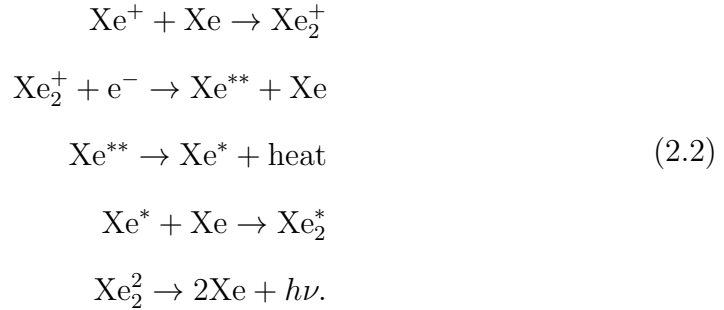 Xe⁺ + Xe → Xe₂⁺
Xe₂⁺ + e⁻ → Xe** + Xe
Xe** → Xe* + heat (2.2)
Xe* + Xe → Xe₂*
Xe₂² → 2Xe + hν.